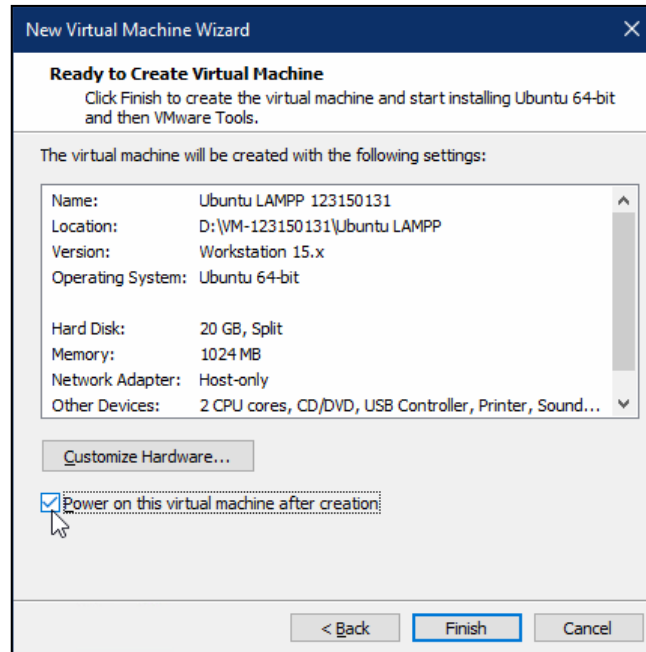 New Virtual Machine Wizard
Ready to Create Virtual Machine
Click Finish to create the virtual machine and start installing Ubuntu 64-bit
and then VMware Tools.
The virtual machine will be created with the following settings:
Name: Ubuntu LAMPP 123150131
Location: D:\VM-123150131\Ubuntu LAMPP
Version: Workstation 15.x
Operating System: Ubuntu 64-bit
Hard Disk: 20 GB, Split
Memory: 1024 MB
Network Adapter: Host-only
Other Devices: 2 CPU cores, CD/DVD, USB Controller, Printer, Sound...
Customize Hardware...
Power on this virtual machine after creation
< Back Finish Cancel